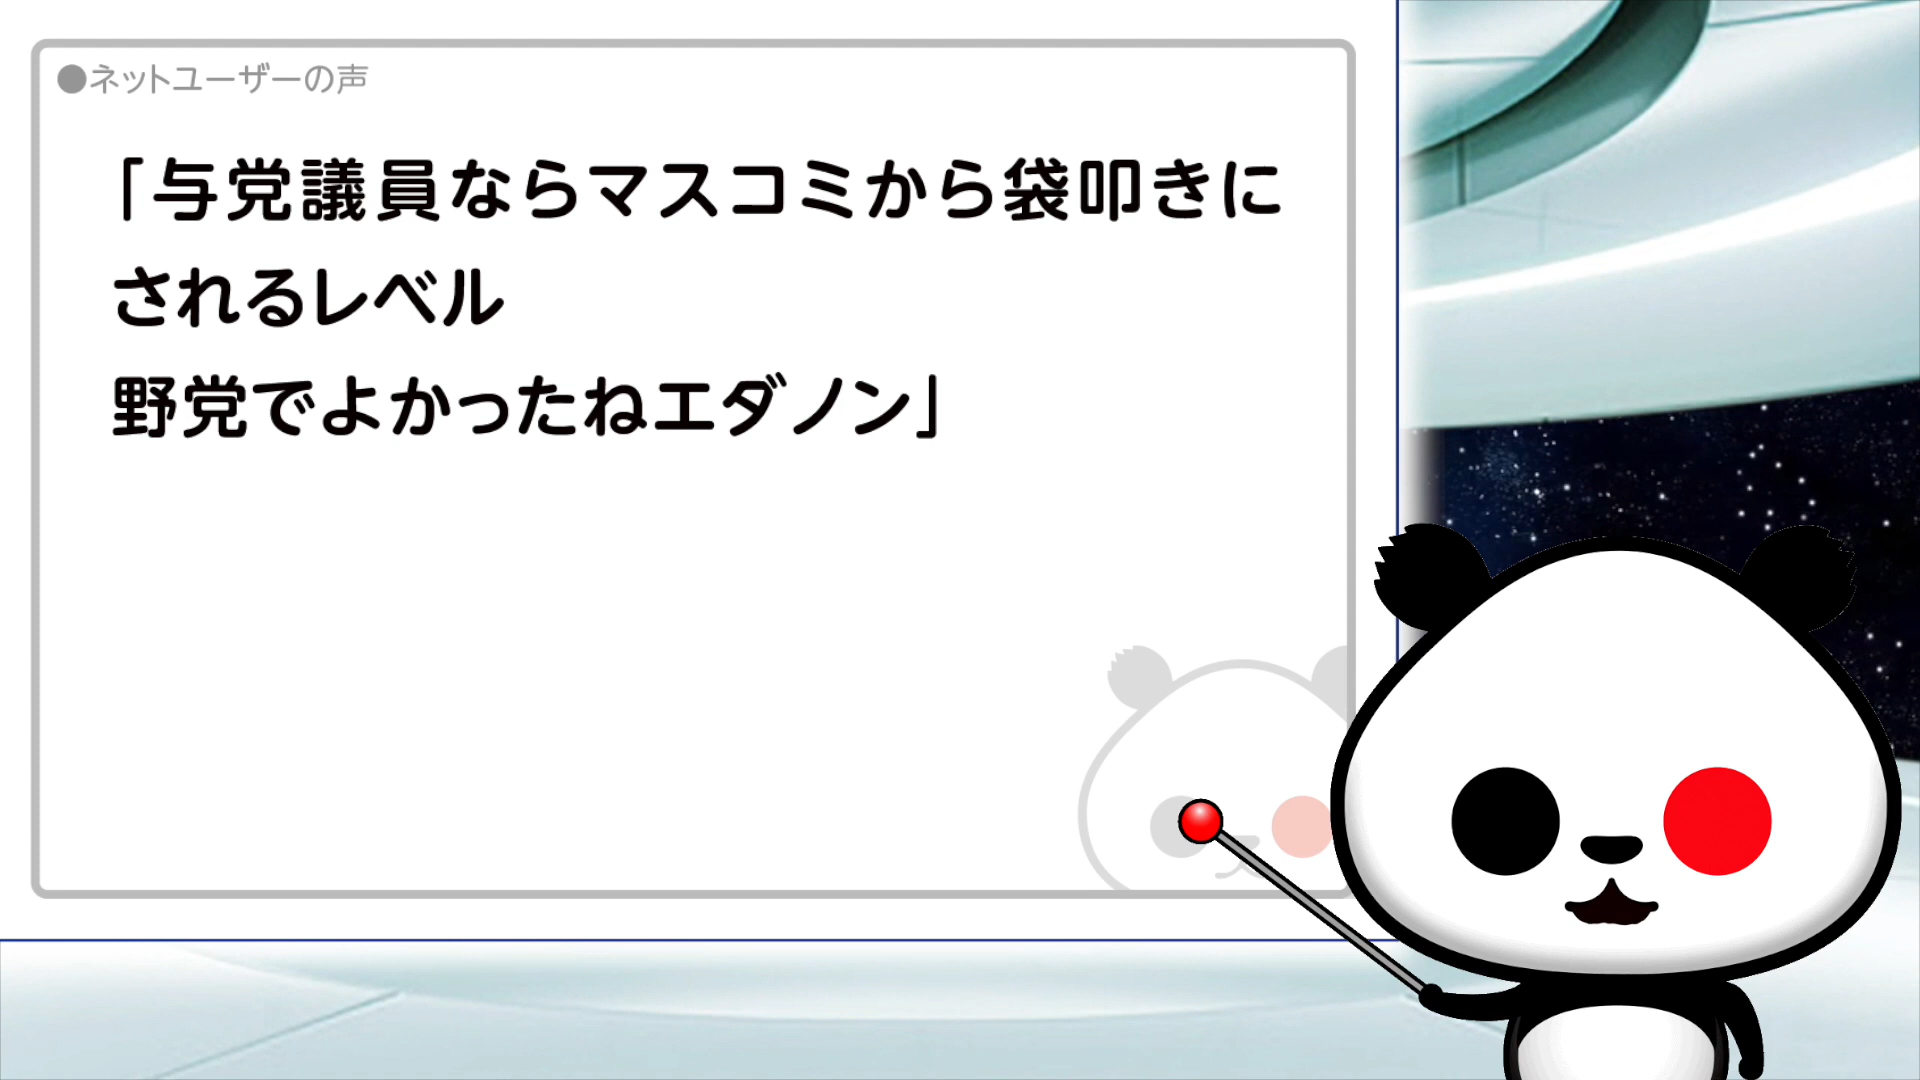 ●ネットユーザーの声
「与党議員ならマスコミから袋叩きに
されるレベル
野党でよかったねエダノン」